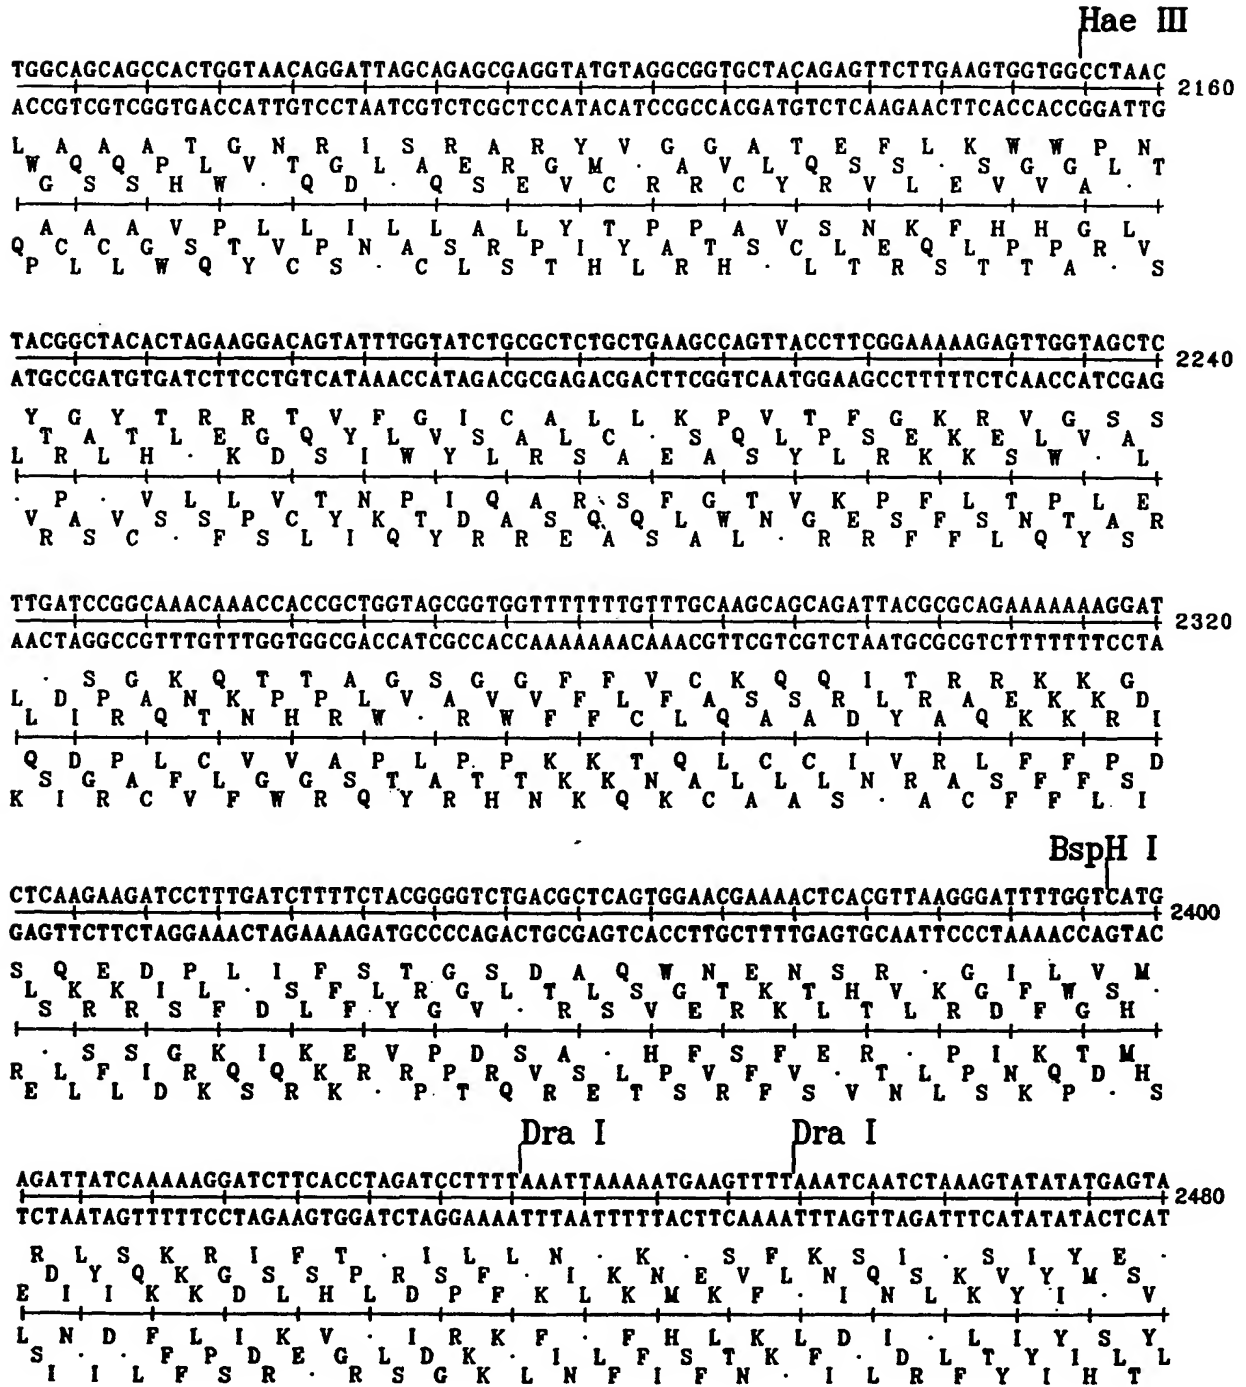 Hae III
TGGCAGCAGCCACTGGTAACAGGATTAGCAGAGCGAGGTATGTAGGCGGTGCTACAGAGTTCTTGAAGTGGTGGCCTAAC
2160
ACCGTCGTCGGTGACCATTGTCCTAATCGTCTCGCTCCATACATCCGCCACGATGTCTCAAGAACTTCACCACCGGATTG
L A A A T G N R I S R A R Y V G G A T E F L K W W P N
W Q Q P L V T G L A E R G M · A V L Q S S · S G G L T
G S S H W · Q D · Q S E V C R R C Y R V L E V V A ·
A A A V P L L I L L A L Y T P P A V S N K F H H G L
Q C C G S T V P N A S R P I Y A T S C L E Q L P P R V
P L L W Q Y C S · C L S T H L R H · L T R S T T A · S
TACGGCTACACTAGAAGGACAGTATTTGGTATCTGCGCTCTGCTGAAGCCAGTTACCTTCGGAAAAAGAGTTGGTAGCTC
2240
ATGCCGATGTGATCTTCCTGTCATAAACCATAGACGCGAGACGACTTCGGTCAATGGAAGCCTTTTTCTCAACCATCGAG
Y G Y T R R T V F G I C A L L K P V T F G K R V G S S
T A T L E G Q Y L V S A L C · S Q L P S E K E L V A
L R L H · K D S I W Y L R S A E A S Y L R K K S W · L
· P · V L L V T N P I Q A R S F G T V K P F L T P L E
V A V S S P C Y K T D A S Q Q L W N G E S F S N T A R
R S C · F S L I Q Y R R E A S A L · R R F F L Q Y S
TTGATCCGGCAAACAAACCACCGCTGGTAGCGGTGGTTTTTTTGTTTGCAAGCAGCAGATTACGCGCAGAAAAAAAGGAT
2320
AACTAGGCCGTTTGTTTGGTGGCGACCATCGCCACCAAAAAAACAAACGTTCGTCGTCTAATGCGCGTCTTTTTTTCCTA
· S G K Q T T A G S G G F F V C K Q Q I T R R K K G
L D P A N K P P L V A V V F L F A S S R L R A E K K D
L I R Q T N H R W · R W F F C L Q A A D Y A Q K K R I
Q D P L C V V A P L P P K K T Q L C C I V R L F F P D
S G A F L G G S T A T T K K N A L L L N R A S F F S
K I R C V F W R Q Y R H N K Q K C A A S · A C F F L I
BspH I
CTCAAGAAGATCCTTTGATCTTTTCTACGGGGTCTGACGCTCAGTGGAACGAAAACTCACGTTAAGGGATTTTGGTCATG
2400
GAGTTCTTCTAGGAAACTAGAAAAGATGCCCCAGACTGCGAGTCACCTTGCTTTTGAGTGCAATTCCCTAAAACCAGTAC
S Q E D P L I F S T G S D A Q W N E N S R · G I L V M
L K K I L · S F L R G L T L S G T K T H V K G F W S ·
S R R S F D L F Y G V · R S V E R K L T L R D F G H
· S S G K I K E V P D S A · H F S F E R · P I K T M
R L F I R Q Q K R R P R V S L P V F V · T L P N Q D H
E L L D K S R K · P T Q R E T S R F S V N L S K P · S
Dra I
Dra I
AGATTATCAAAAAGGATCTTCACCTAGATCCTTTTAAATTAAAAATGAAGTTTTAAATCAATCTAAAGTATATATGAGTA
2480
TCTAATAGTTTTTCCTAGAAGTGGATCTAGGAAAATTTAATTTTTACTTCAAAATTTAGTTAGATTTCATATATACTCAT
R L S K R I F T · I L L N · K · S F K S I · S I Y E ·
D Y Q K G S S P R S F · I K N E V L N Q S K V Y M S
E I I K K D L H L D P F K L K M K F · I N L K Y I · V
L N D F L I K V · I R K F · F H L K L D I · L I Y S Y
S · · F P D E G L D K · I L F S T K F · D L T Y I L L
I I L F S R · R S G K L N F I F N · I L R F Y I H T